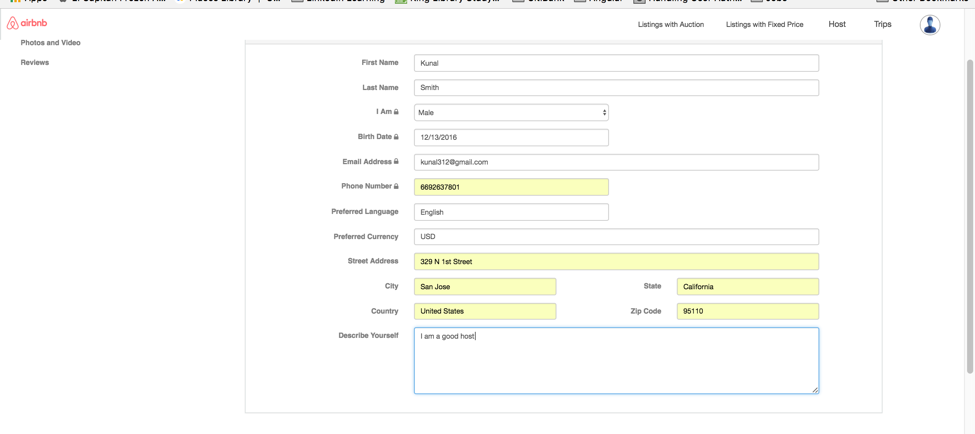 Apps
airbnb
Listings with Auction Listings with Fixed Price Host Trips
Photos and Video
Reviews
First Name Kunal
Last Name Smith
I Am Male
Birth Date 12/13/2016
Email Address kunal312@gmail.com
Phone Number 6692637801
Preferred Language English
Preferred Currency USD
Street Address 329 N 1st Street
City San Jose State California
Country United States Zip Code 95110
Describe Yourself I am a good host